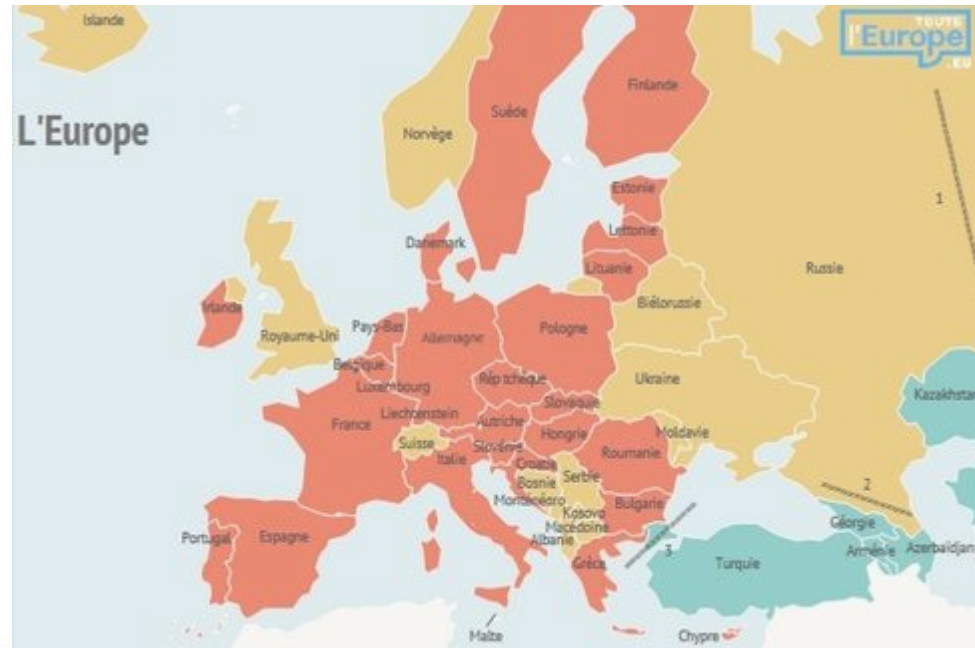 Islande
TOUTE
l'Europe
.EU
L'Europe
Finlande
Suède
Norvège
1
Estonie
Lettonie
Danemark
Lituanie
Russie
Biélorussie
Irlande
Royaume-Uni
Pays-Bas
Allemagne
Pologne
Belgique
Rép tchèque
Ukraine
Luxembourg
Slovaquie
Kazakhstan
Liechtenstein
France
Autriche
Suisse
Hongrie
Moldavie
Slovénie
Italie
Roumanie
Croatie
Bosnie
Serbie
2
Monténégro
Bulgarie
Kosovo
Macédoine
Géorgie
Portugal
Espagne
Albanie
3
Arménie
Azerbaïdjan
Grèce
Turquie
Malte
Chypre